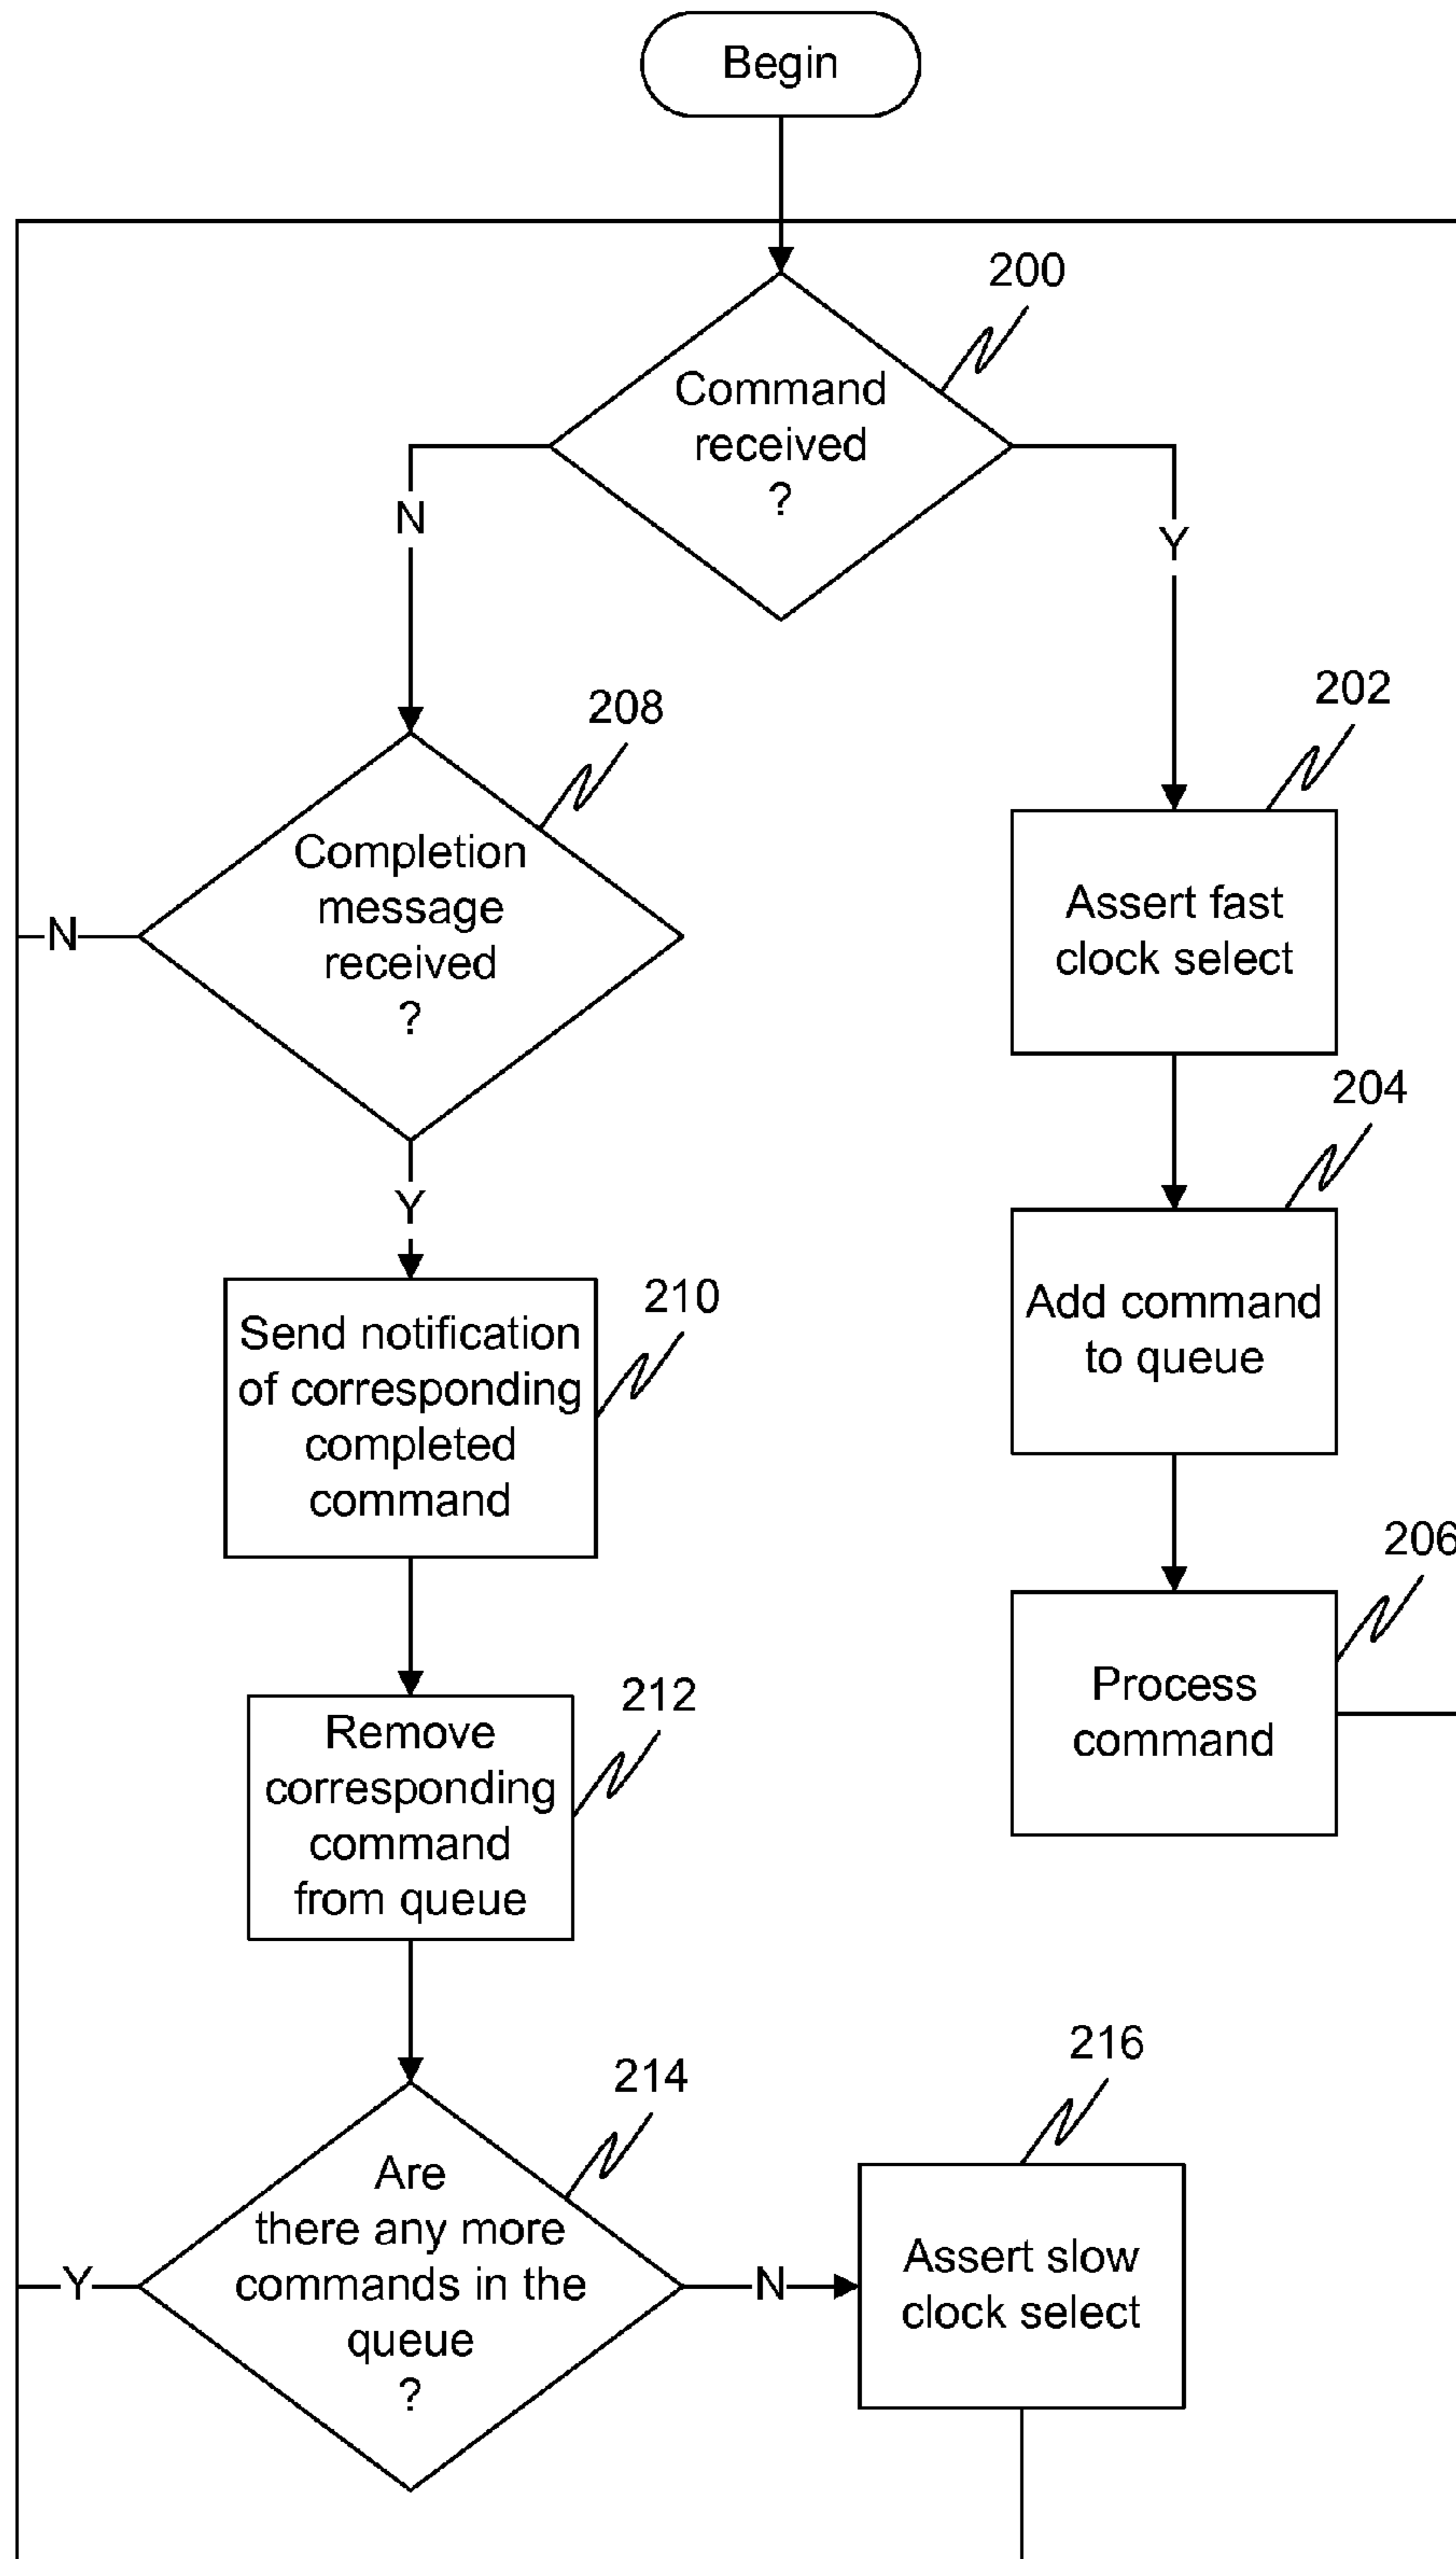 Begin
200
Command
received
?
N
Y
202
208
Completion
message
received
?
N
Assert fast
clock select
204
Y
Add command
to queue
210
Send notification
of corresponding
completed
command
206
Process
command
212
Remove
corresponding
command
from queue
216
214
Are
there any more
commands in the
queue
?
Y
N
Assert slow
clock select